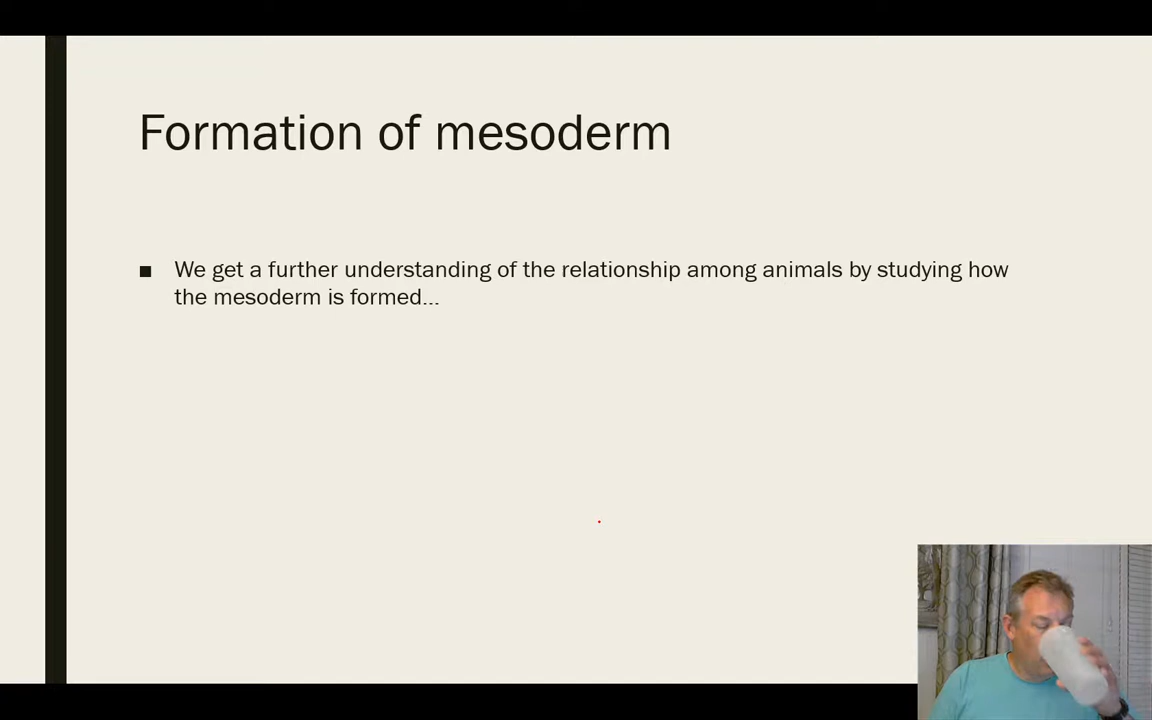 Formation of mesoderm
■ We get a further understanding of the relationship among animals by studying how
the mesoderm is formed...